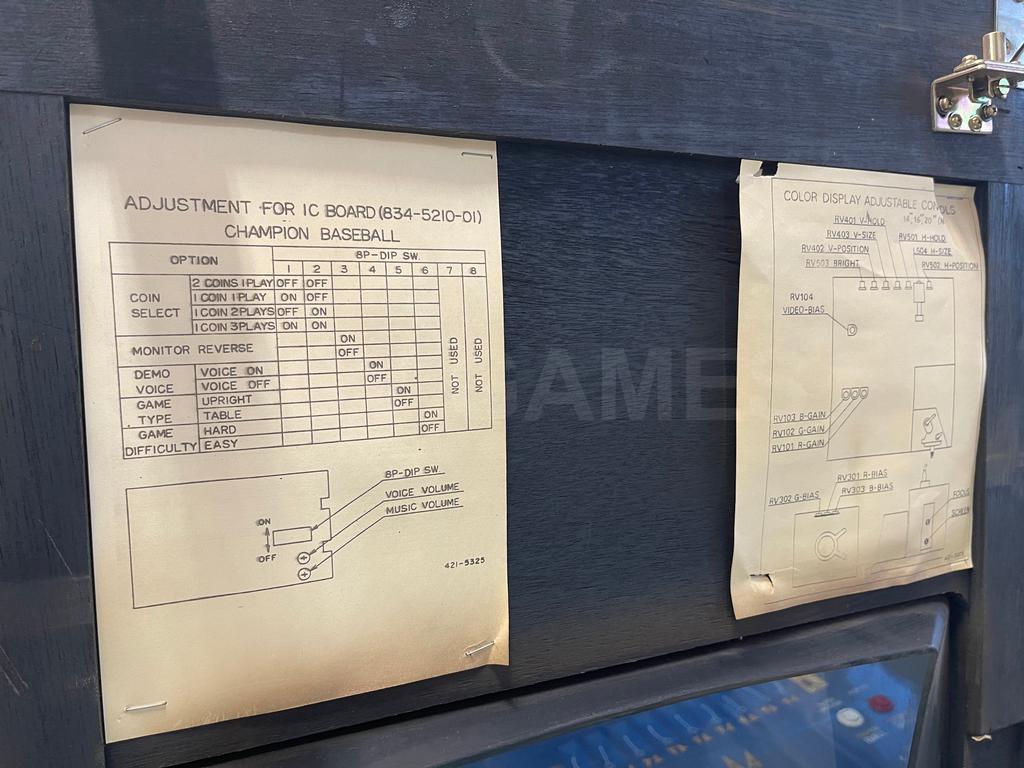 ADJUSTMENT FOR IC BOARD (834-5210-01)
CHAMPION BASEBALL
OPTION 8P-DIP SW.
1 2 3 4 5 6 7 8
COIN SELECT
2 COINS 1 PLAY OFF OFF
1 COIN 1 PLAY ON OFF
1 COIN 2 PLAYS OFF ON
1 COIN 3 PLAYS ON ON
MONITOR REVERSE ON
OFF
DEMO VOICE
VOICE ON ON
VOICE OFF OFF
GAME TYPE
UPRIGHT ON
TABLE OFF
GAME DIFFICULTY
HARD ON
EASY OFF
NOT USED
NOT USED
8P-DIP SW.
VOICE VOLUME
MUSIC VOLUME
ON
OFF
421-5325
GAME
COLOR DISPLAY ADJUSTABLE
14" 16" 20"
RV401 V-HOLD
RV403 V-SIZE
RV501 H-HOLD
RV402 V-POSITION
L504 H-SIZE
RV503 BRIGHT
RV502 H-POSITION
RV104
VIDEO-BIAS
RV103 B-GAIN
RV102 G-GAIN
RV101 R-GAIN
RV301 R-BIAS
RV302 G-BIAS
RV303 B-BIAS
FOCUS
SCREEN